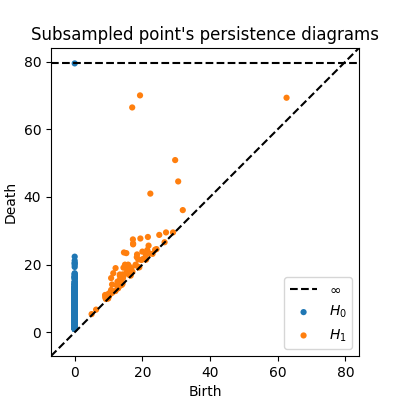 Subsampled point's persistence diagrams
80
60
40
20
0
Death
0 20 40 60 80
Birth
∞
H₀
H₁